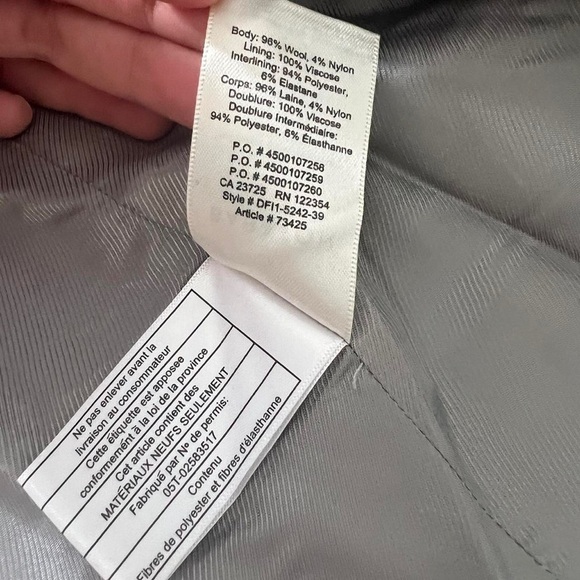 Body: 96% Wool, 4% Nylon
Lining: 100% Viscose
Interlining: 94% Polyester,
6% Elastane
Corps: 96% Laine, 4% Nylon
Doublure: 100% Viscose
Doublure Intermédiaire:
94% Polyester, 6% Élasthanne
P.O. # 4500107258
P.O. # 4500107259
P.O. # 4500107260
CA 23725 RN 122354
Style # DFI1-5242-39
Article # 73425
Ne pas enlever avant la
livraison au consommateur
Cette étiquette est apposée
conformément à la loi de la province
Cet article contient des
MATÉRIAUX NEUFS SEULEMENT
Fabriqué par Nº de permis:
05T-02583517
Contenu
Fibres de polyester et fibres d'élasthanne